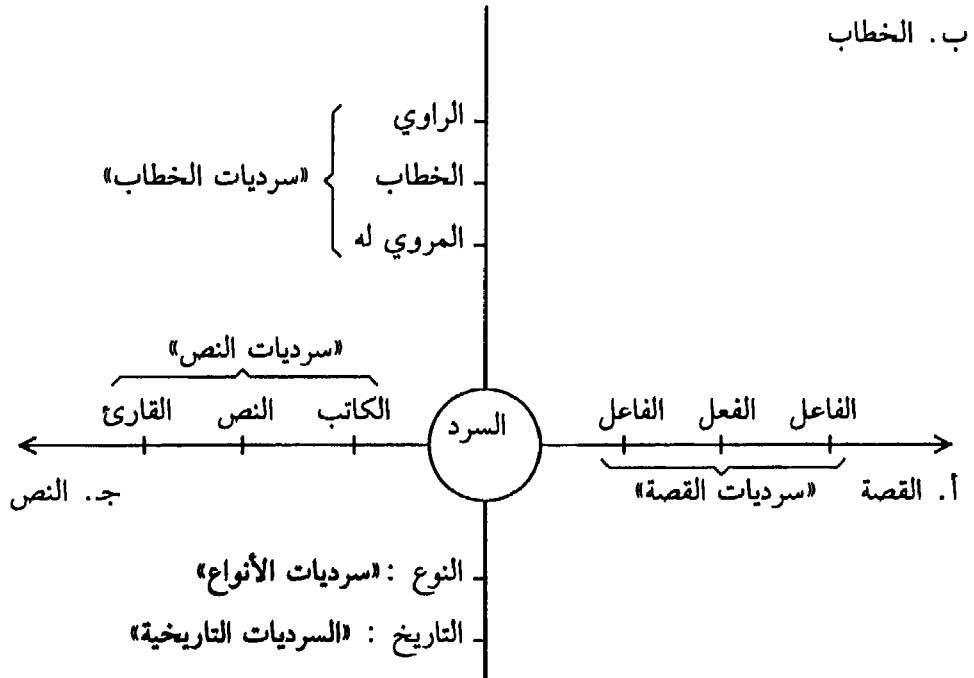 ب. الخطاب
الراوي
الخطاب
«سرديات الخطاب»
المروي له
«سرديات النص»
الفاعل الفعل الفاعل
السرد
الكاتب النص القارئ
أ. القصة «سرديات القصة»
جـ. النص
النوع : «سرديات الأنواع»
التاريخ : «السرديات التاريخية»